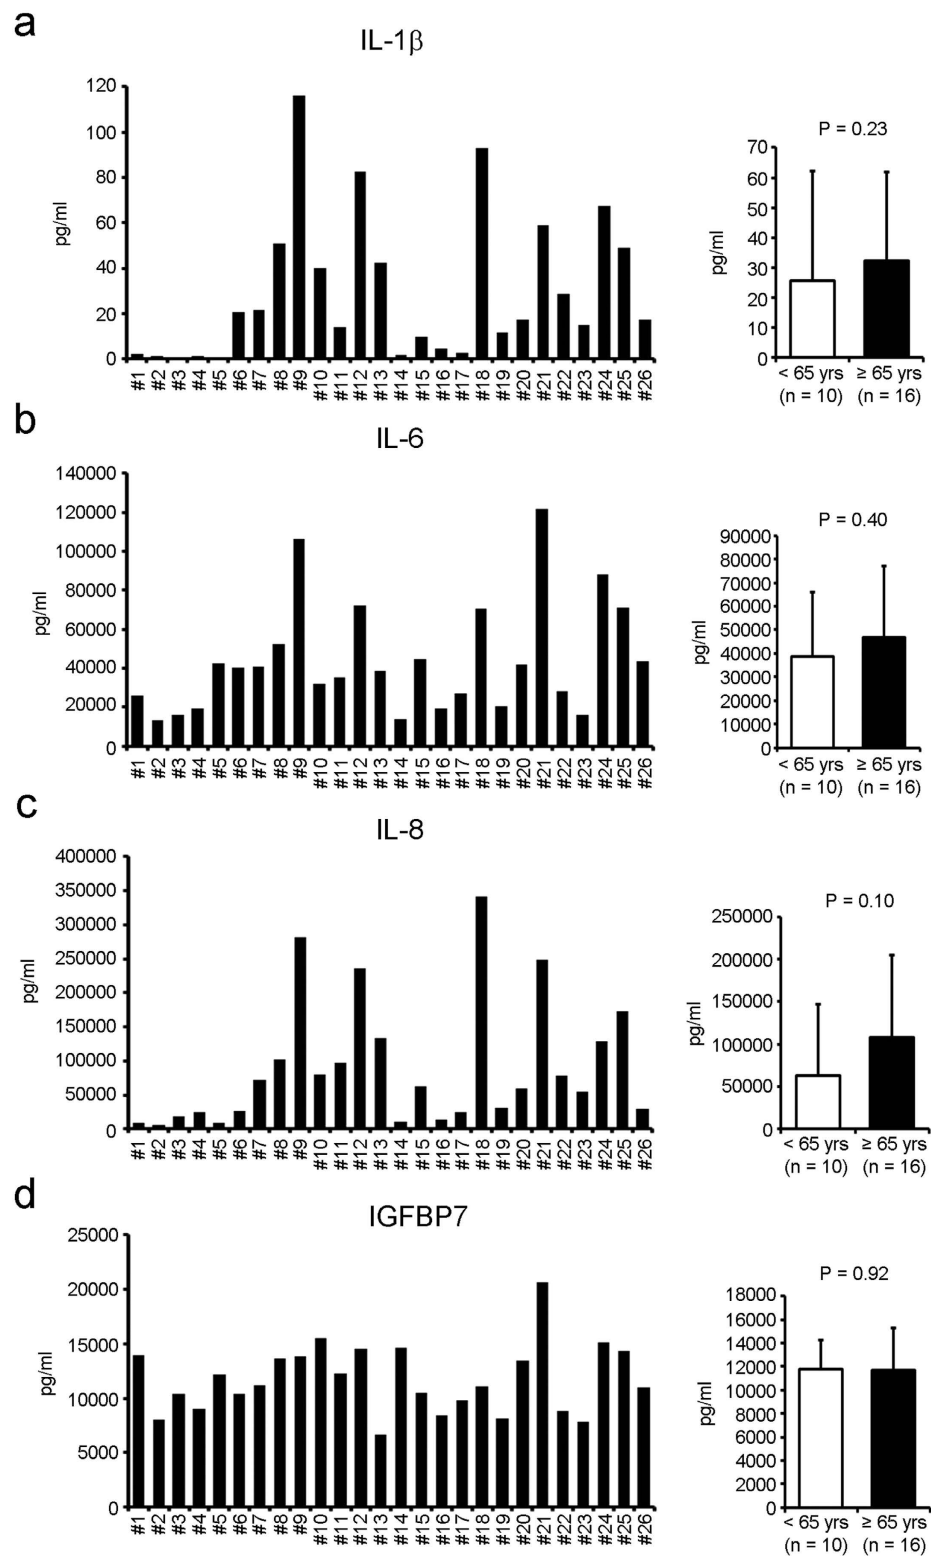 a
IL-1β
pg/ml
120
100
80
60
40
20
0
#1 #2 #3 #4 #5 #6 #7 #8 #9 #10 #11 #12 #13 #14 #15 #16 #17 #18 #19 #20 #21 #22 #23 #24 #25 #26
P = 0.23
pg/ml
70
60
50
40
30
20
10
0
< 65 yrs ≥ 65 yrs
(n = 10) (n = 16)
b
IL-6
pg/ml
140000
120000
100000
80000
60000
40000
20000
0
#1 #2 #3 #4 #5 #6 #7 #8 #9 #10 #11 #12 #13 #14 #15 #16 #17 #18 #19 #20 #21 #22 #23 #24 #25 #26
P = 0.40
pg/ml
90000
80000
70000
60000
50000
40000
30000
20000
10000
0
< 65 yrs ≥ 65 yrs
(n = 10) (n = 16)
c
IL-8
pg/ml
400000
350000
300000
250000
200000
150000
100000
50000
0
#1 #2 #3 #4 #5 #6 #7 #8 #9 #10 #11 #12 #13 #14 #15 #16 #17 #18 #19 #20 #21 #22 #23 #24 #25 #26
P = 0.10
pg/ml
250000
200000
150000
100000
50000
0
< 65 yrs ≥ 65 yrs
(n = 10) (n = 16)
d
IGFBP7
pg/ml
25000
20000
15000
10000
5000
0
#1 #2 #3 #4 #5 #6 #7 #8 #9 #10 #11 #12 #13 #14 #15 #16 #17 #18 #19 #20 #21 #22 #23 #24 #25 #26
P = 0.92
pg/ml
18000
16000
14000
12000
10000
8000
6000
4000
2000
0
< 65 yrs ≥ 65 yrs
(n = 10) (n = 16)